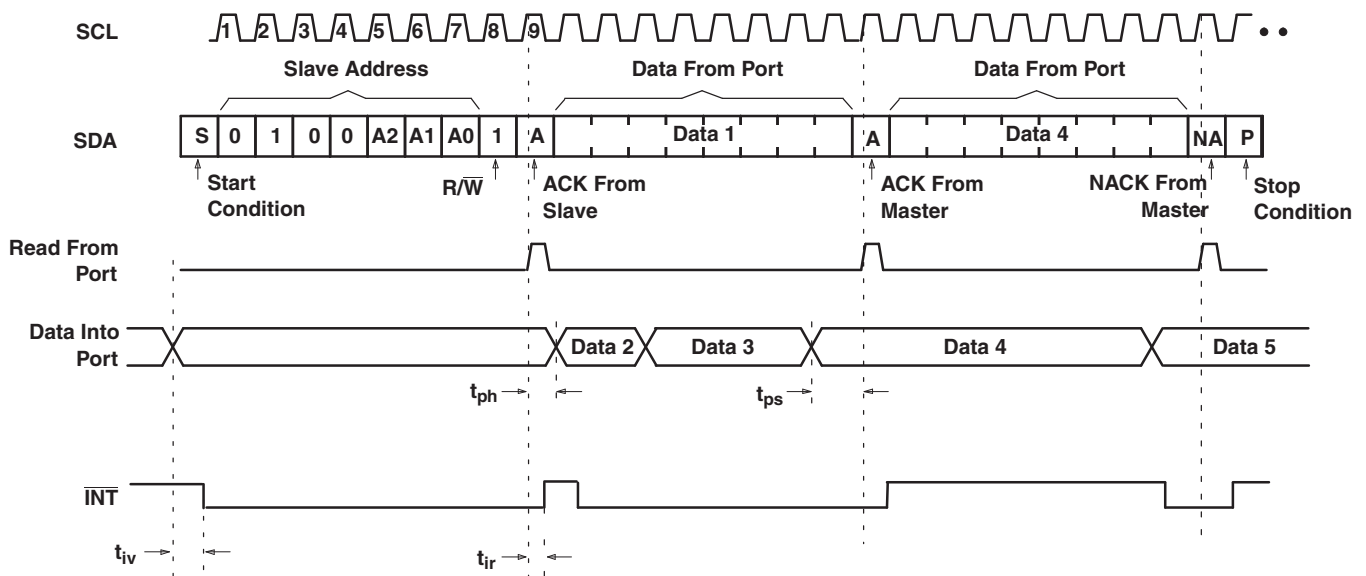 SCL
1 2 3 4 5 6 7 8 9
Slave Address
Data From Port
Data From Port
SDA
S 0 1 0 0 A2 A1 A0 1 A Data 1 A Data 4 NA P
Start
Condition
R/W̅
ACK From
Slave
ACK From
Master
NACK From
Master
Stop
Condition
Read From
Port
Data Into
Port
Data 2 Data 3 Data 4 Data 5
tph
tps
I̅N̅T̅
tiv
tir